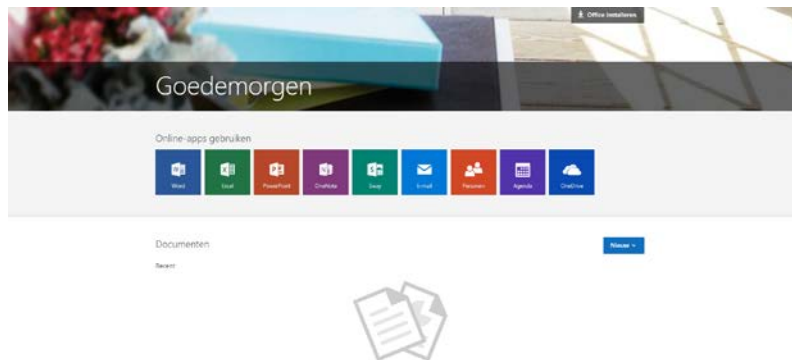 Office installeren
Goedemorgen
Online-apps gebruiken
Word
Excel
PowerPoint
OneNote
Sway
E-mail
Personen
Agenda
OneDrive
Documenten
Nieuw
Recent